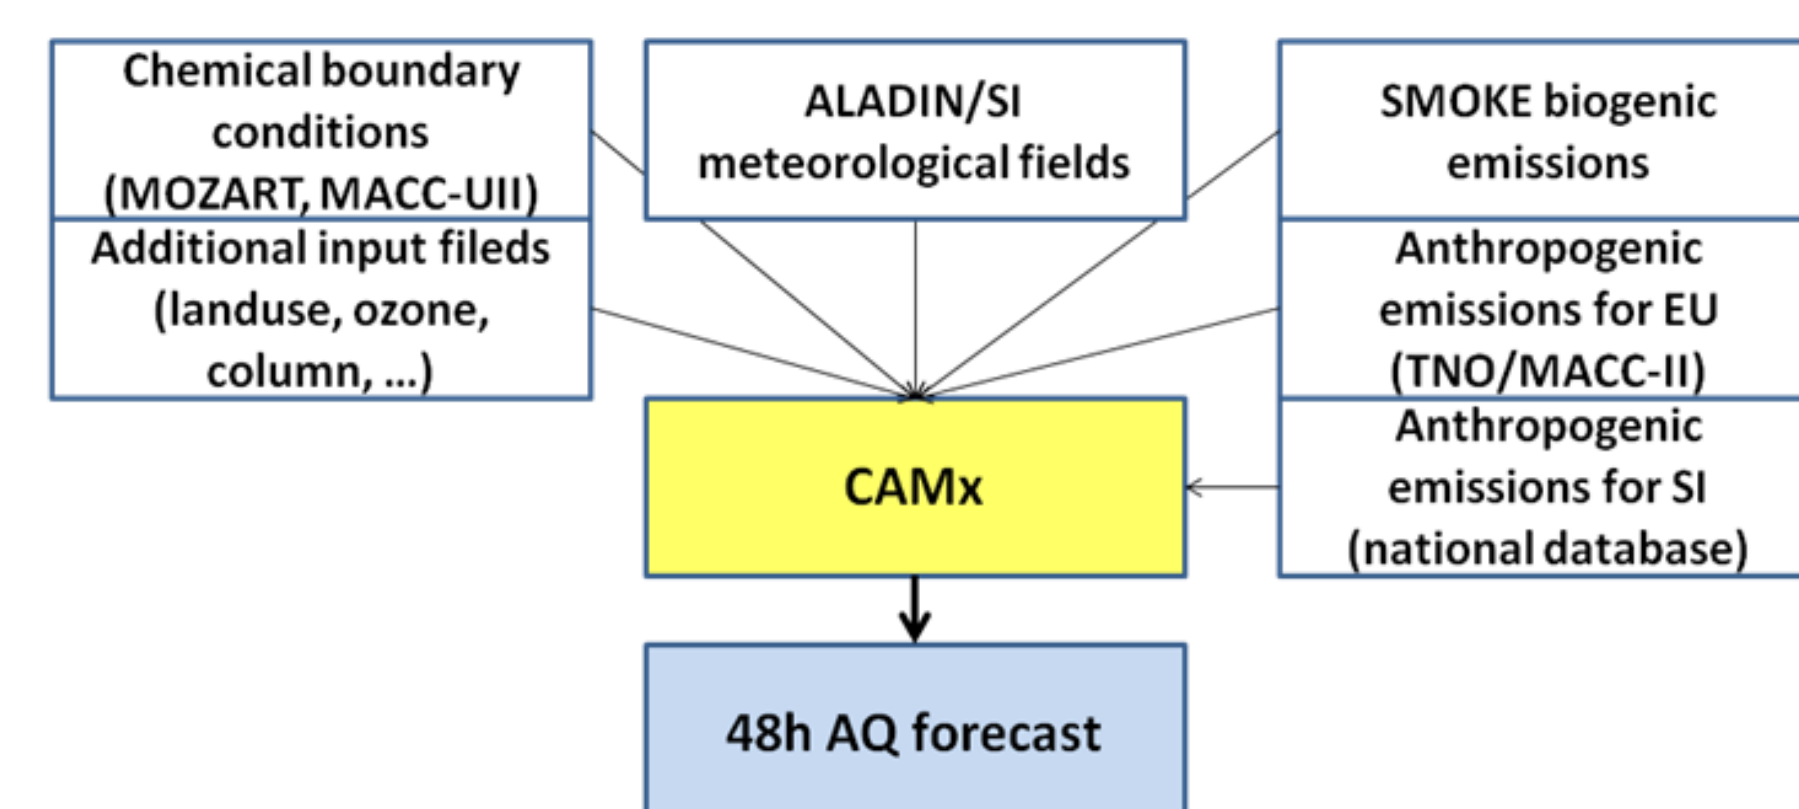 Chemical boundary
conditions
(MOZART, MACC-UII)
Additional input fileds
(landuse, ozone,
column, ...)
ALADIN/SI
meteorological fields
SMOKE biogenic
emissions
Anthropogenic
emissions for EU
(TNO/MACC-II)
Anthropogenic
emissions for SI
(national database)
CAMx
48h AQ forecast